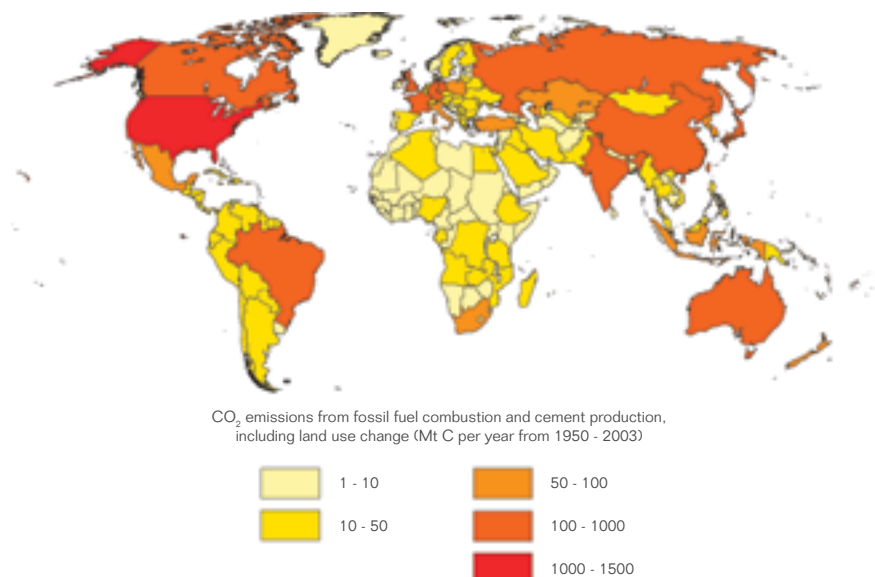 CO₂ emissions from fossil fuel combustion and cement production,
including land use change (Mt C per year from 1950 - 2003)
1 - 10
10 - 50
50 - 100
100 - 1000
1000 - 1500